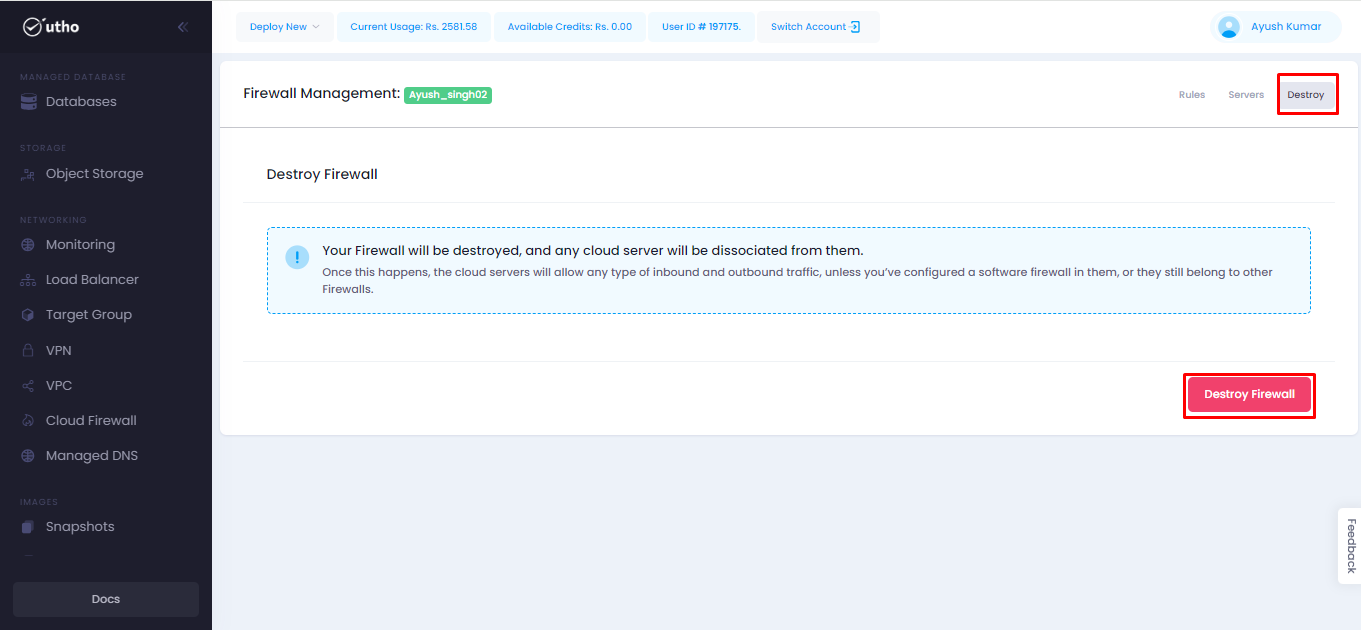 utho
Deploy New
Current Usage: Rs. 2581.58
Available Credits: Rs. 0.00
User ID # 197175.
Switch Account
Ayush Kumar
MANAGED DATABASE
Databases
STORAGE
Object Storage
NETWORKING
Monitoring
Load Balancer
Target Group
VPN
VPC
Cloud Firewall
Managed DNS
IMAGES
Snapshots
Docs
Firewall Management: Ayush_singh02
Rules
Servers
Destroy
Destroy Firewall
Your Firewall will be destroyed, and any cloud server will be dissociated from them.
Once this happens, the cloud servers will allow any type of inbound and outbound traffic, unless you've configured a software firewall in them, or they still belong to other
Firewalls.
Destroy Firewall
Feedback